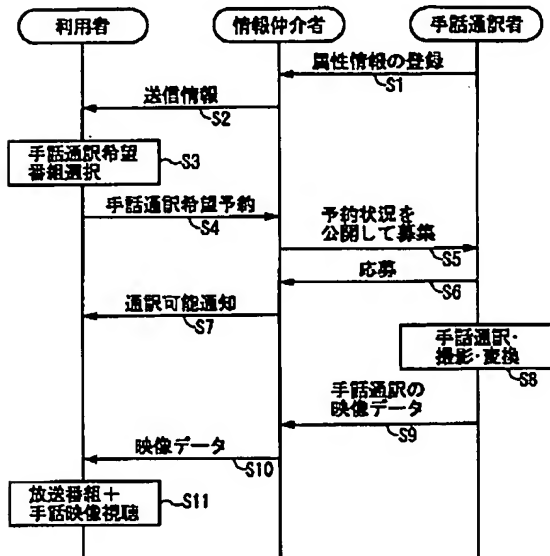 利用者
情報仲介者
手話通訳者
属性情報の登録
S1
送信情報
S2
手話通訳希望
番組選択
S3
手話通訳希望予約
S4
予約状況を
公開して募集
S5
応募
S6
通訳可能通知
S7
手話通訳・
撮影・変換
S8
手話通訳の
映像データ
S9
映像データ
S10
放送番組＋
手話映像視聴
S11